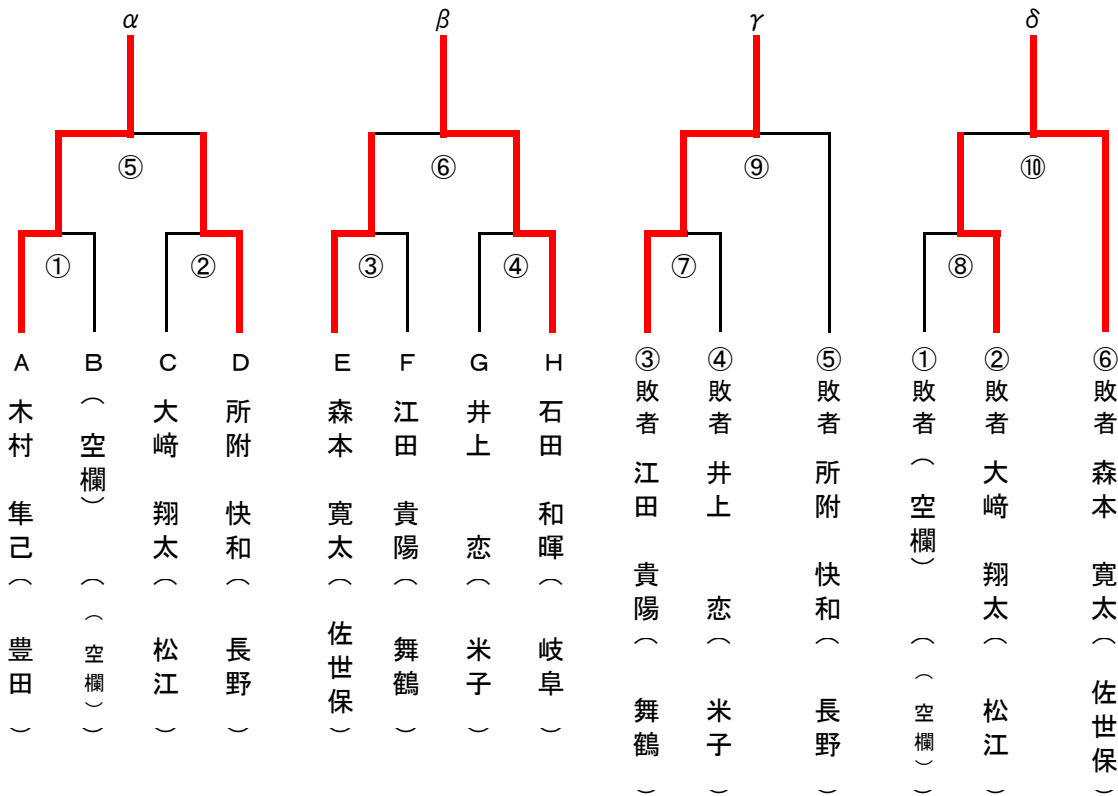 α β γ δ
⑤ ⑥ ⑨ ⑩
① ② ③ ④ ⑦ ⑧
A 木村 隼己（豊田）
B （空欄）（（空欄））
C 大﨑 翔太（松江）
D 所附 快和（長野）
E 森本 寛太（佐世保）
F 江田 貴陽（舞鶴）
G 井上 恋（米子）
H 石田 和暉（岐阜）
③敗者 江田 貴陽（舞鶴）
④敗者 井上 恋（米子）
⑤敗者 所附 快和（長野）
①敗者（空欄）（（空欄））
②敗者 大﨑 翔太（松江）
⑥敗者 森本 寛太（佐世保）